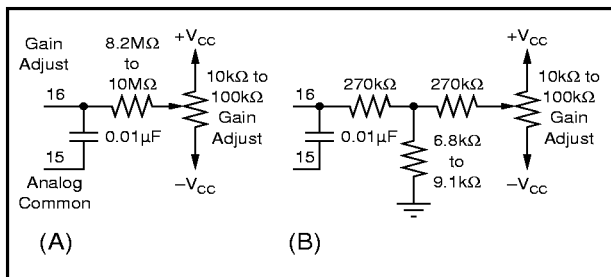 Gain
Adjust
8.2MΩ
to
10MΩ
+VCC
10kΩ to
100kΩ
Gain
Adjust
16
0.01µF
15
Analog
Common
−VCC
(A)
+VCC
10kΩ to
100kΩ
Gain
Adjust
270kΩ
270kΩ
16
0.01µF
6.8kΩ
to
9.1kΩ
15
−VCC
(B)